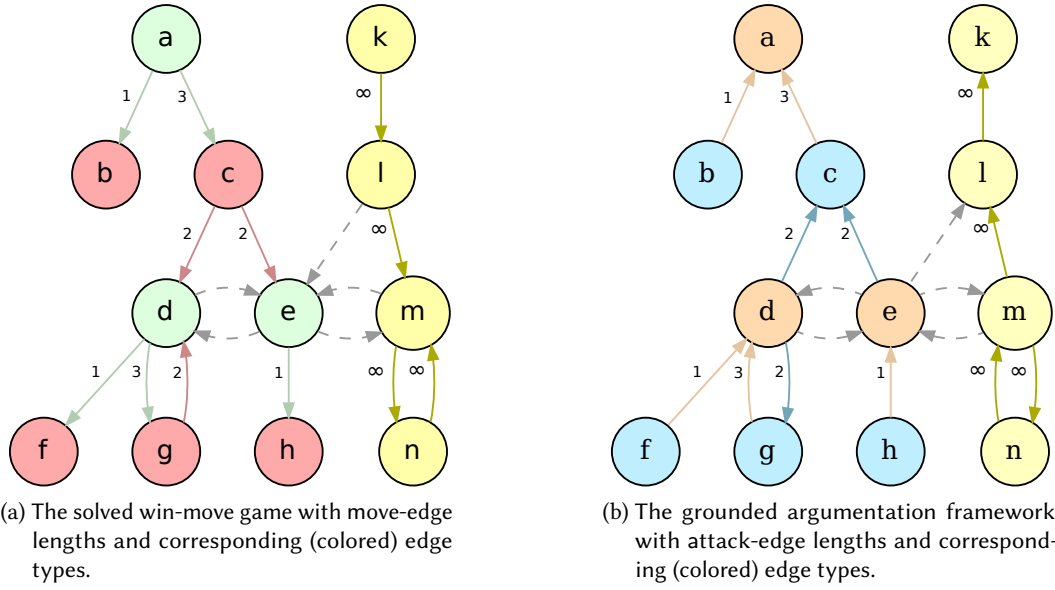 a k a k
1 3 ∞ 1 3 ∞
b c l b c l
2 2 ∞ 2 2 ∞
d e m d e m
1 3 2 1 ∞ ∞ 1 3 2 1 ∞ ∞
f g h n f g h n
(a) The solved win-move game with move-edge
lengths and corresponding (colored) edge
types.
(b) The grounded argumentation framework
with attack-edge lengths and correspond-
ing (colored) edge types.